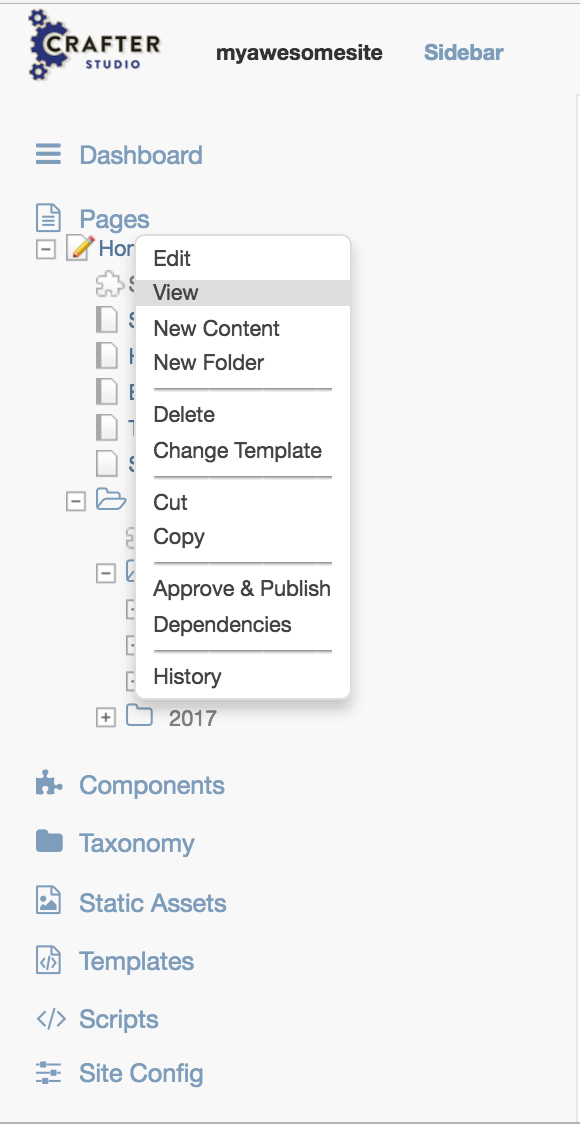 CRAFTER
STUDIO
myawesomesite
Sidebar
Dashboard
Pages
Edit
View
New Content
New Folder
Delete
Change Template
Cut
Copy
Approve & Publish
Dependencies
History
2017
Components
Taxonomy
Static Assets
Templates
Scripts
Site Config